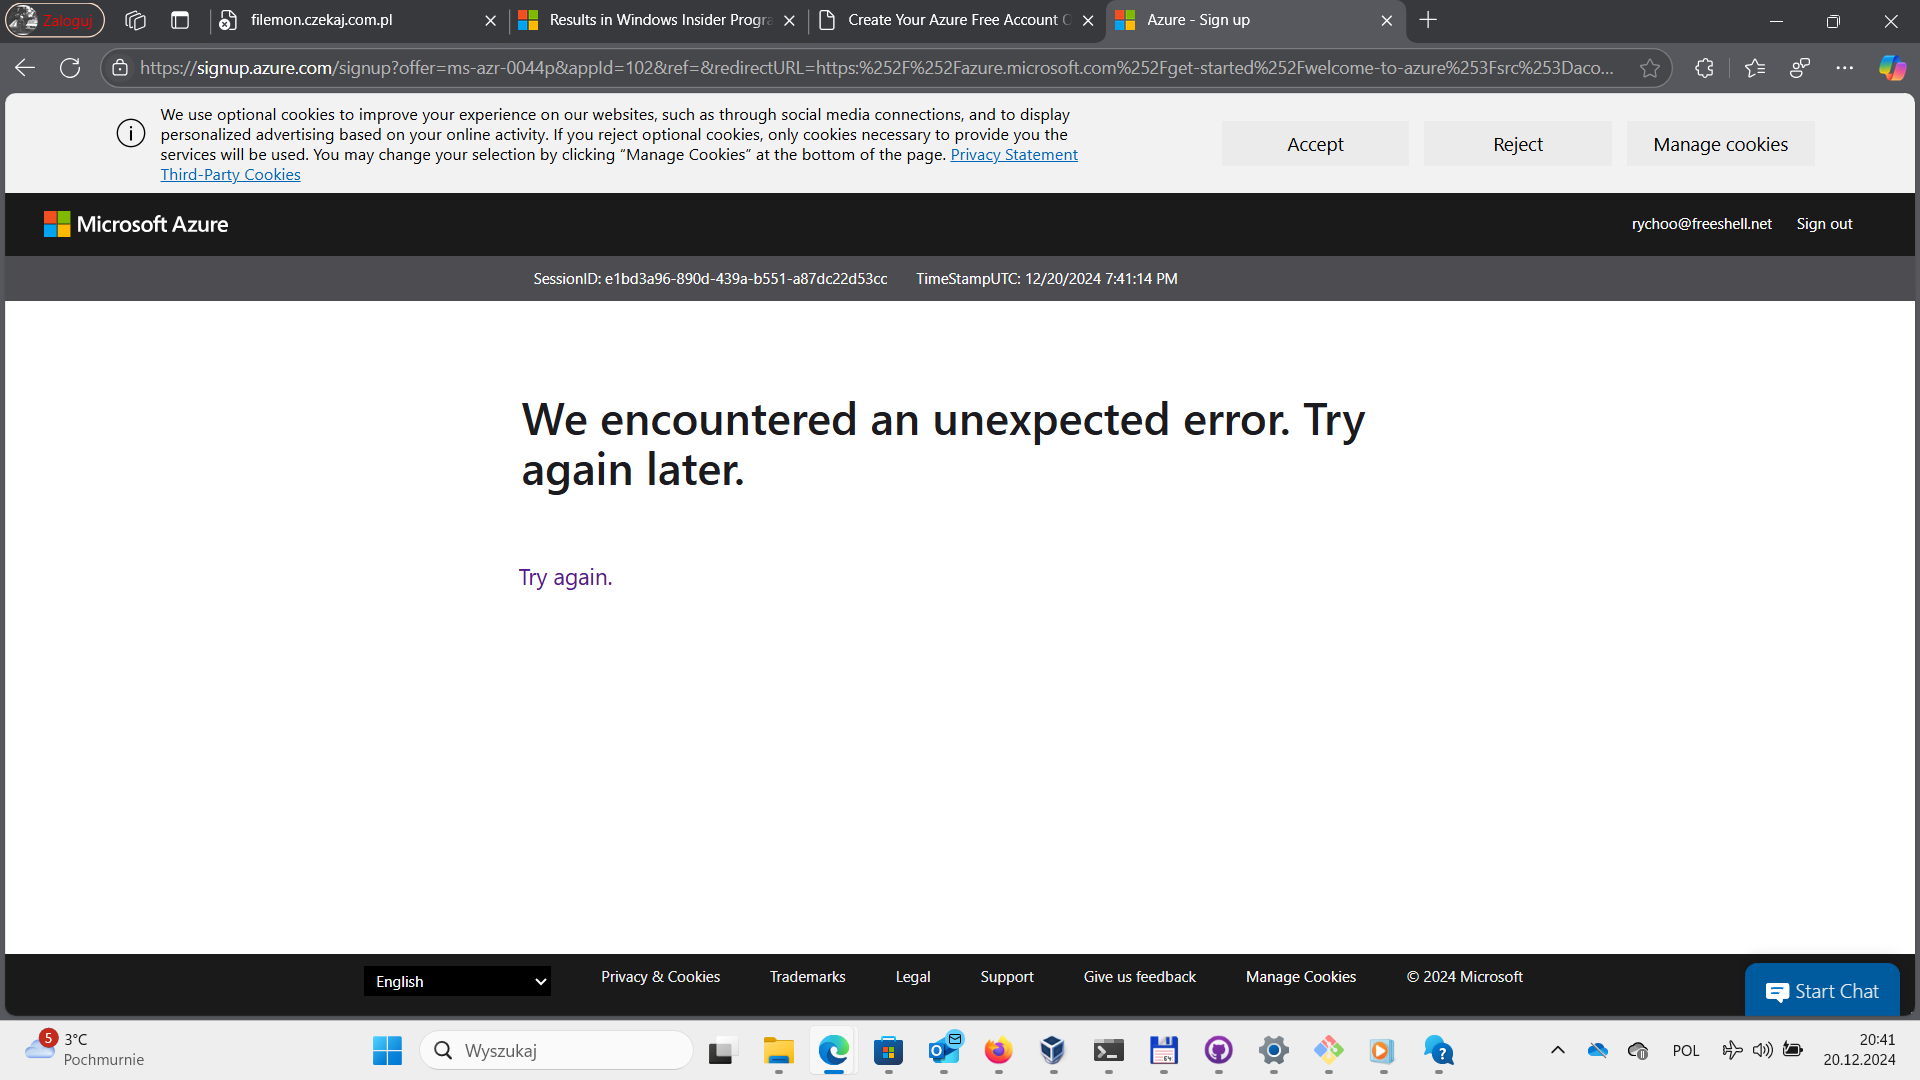 Zaloguj
filemon.czekaj.com.pl
Results in Windows Insider Progra
Create Your Azure Free Account O
Azure - Sign up
https://signup.azure.com/signup?offer=ms-azr-0044p&appId=102&ref=&redirectURL=https:%252F%252Fazure.microsoft.com%252Fget-started%252Fwelcome-to-azure%253Fsrc%253Daco...
We use optional cookies to improve your experience on our websites, such as through social media connections, and to display
personalized advertising based on your online activity. If you reject optional cookies, only cookies necessary to provide you the
services will be used. You may change your selection by clicking “Manage Cookies” at the bottom of the page. Privacy Statement
Third-Party Cookies
Accept
Reject
Manage cookies
Microsoft Azure
rychoo@freeshell.net
Sign out
SessionID: e1bd3a96-890d-439a-b551-a87dc22d53cc
TimeStampUTC: 12/20/2024 7:41:14 PM
We encountered an unexpected error. Try
again later.
Try again.
English
Privacy & Cookies
Trademarks
Legal
Support
Give us feedback
Manage Cookies
© 2024 Microsoft
Start Chat
5
3°C
Pochmurnie
Wyszukaj
64
POL
20:41
20.12.2024